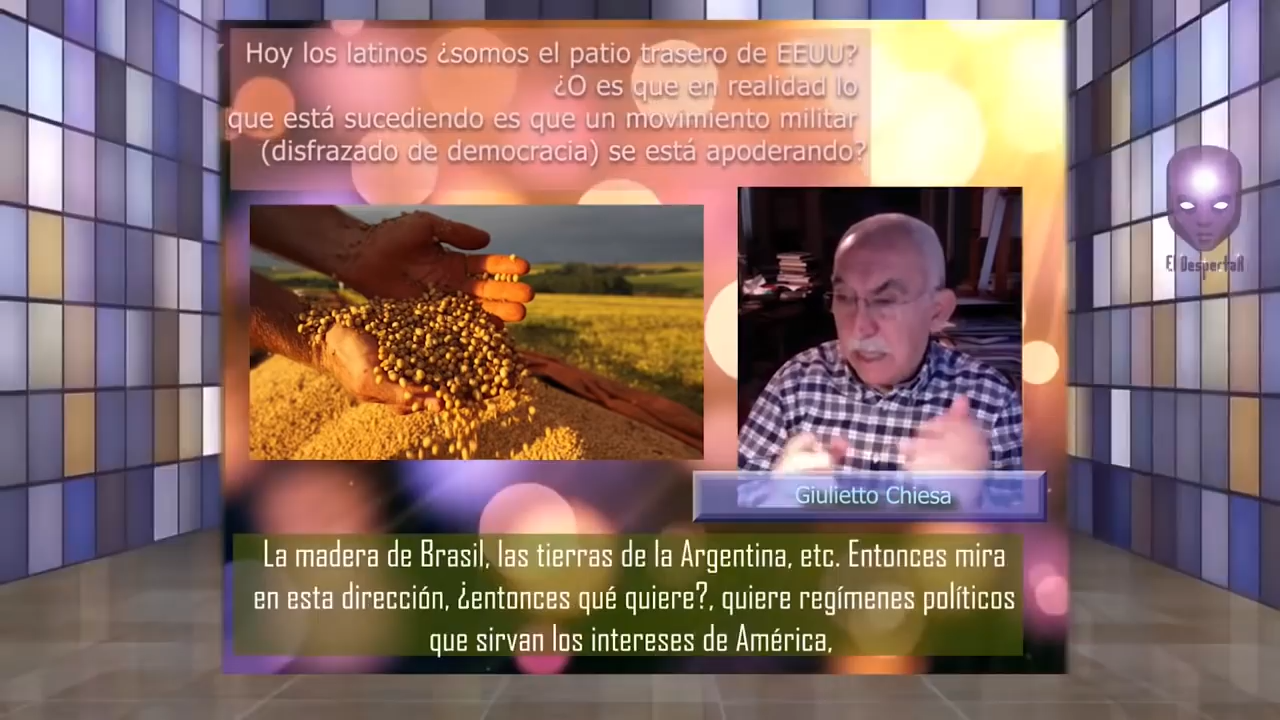 Hoy los latinos ¿somos el patio trasero de EEUU?
¿O es que en realidad lo
que está sucediendo es que un movimiento militar
(disfrazado de democracia) se está apoderando?
El DespertaR
Giulietto Chiesa
La madera de Brasil, las tierras de la Argentina, etc. Entonces mira
en esta dirección, ¿entonces qué quiere?, quiere regímenes políticos
que sirvan los intereses de América,